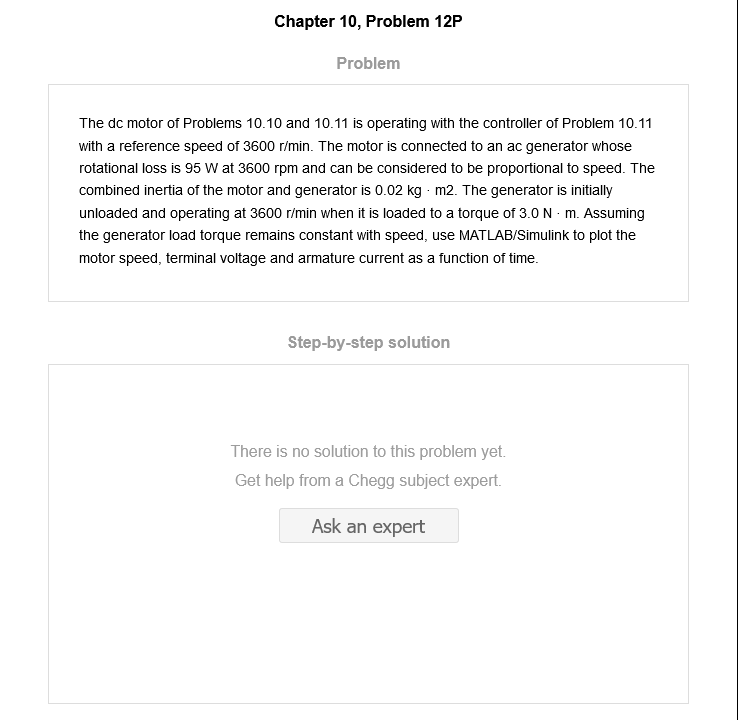 Chapter 10, Problem 12P
Problem
The dc motor of Problems 10.10 and 10.11 is operating with the controller of Problem 10.11
with a reference speed of 3600 r/min. The motor is connected to an ac generator whose
rotational loss is 95 W at 3600 rpm and can be considered to be proportional to speed. The
combined inertia of the motor and generator is 0.02 kg · m2. The generator is initially
unloaded and operating at 3600 r/min when it is loaded to a torque of 3.0 N · m. Assuming
the generator load torque remains constant with speed, use MATLAB/Simulink to plot the
motor speed, terminal voltage and armature current as a function of time.
Step-by-step solution
There is no solution to this problem yet.
Get help from a Chegg subject expert.
Ask an expert